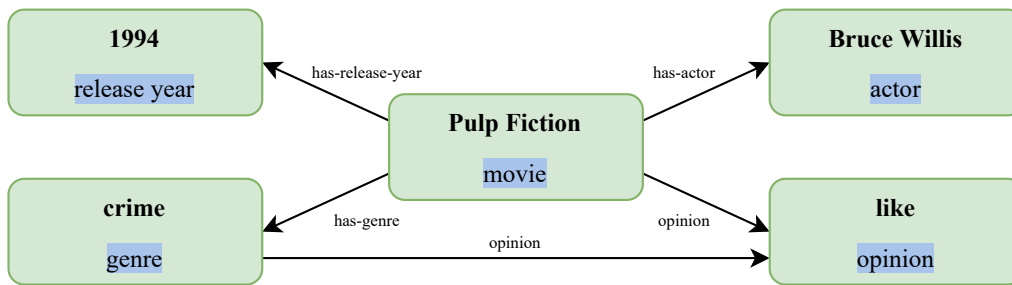 1994
release year
has-release-year
has-actor
Bruce Willis
actor
Pulp Fiction
movie
crime
genre
has-genre
opinion
opinion
like
opinion